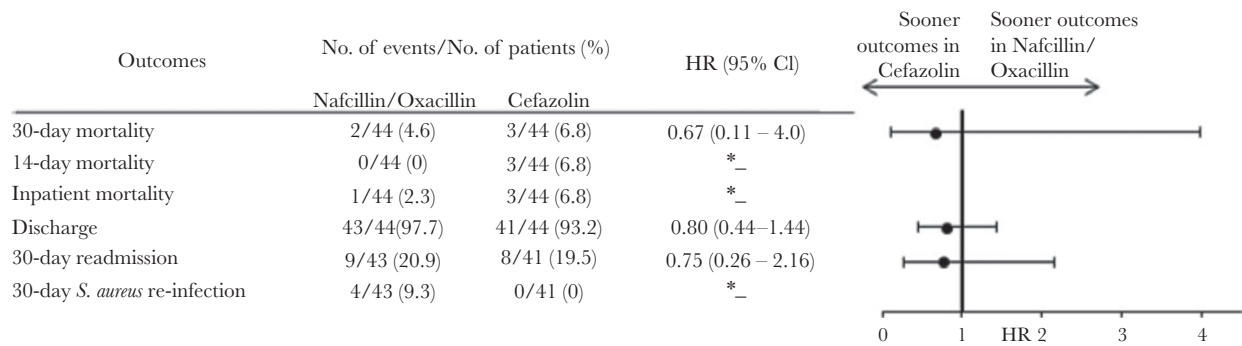 Outcomes No. of events/No. of patients (%) HR (95% Cl) Sooner outcomes in Cefazolin Sooner outcomes in Nafcillin/Oxacillin
Nafcillin/Oxacillin Cefazolin
30-day mortality 2/44 (4.6) 3/44 (6.8) 0.67 (0.11 – 4.0)
14-day mortality 0/44 (0) 3/44 (6.8) *_
Inpatient mortality 1/44 (2.3) 3/44 (6.8) *_
Discharge 43/44(97.7) 41/44 (93.2) 0.80 (0.44–1.44)
30-day readmission 9/43 (20.9) 8/41 (19.5) 0.75 (0.26 – 2.16)
30-day S. aureus re-infection 4/43 (9.3) 0/41 (0) *_
0 1 HR 2 3 4